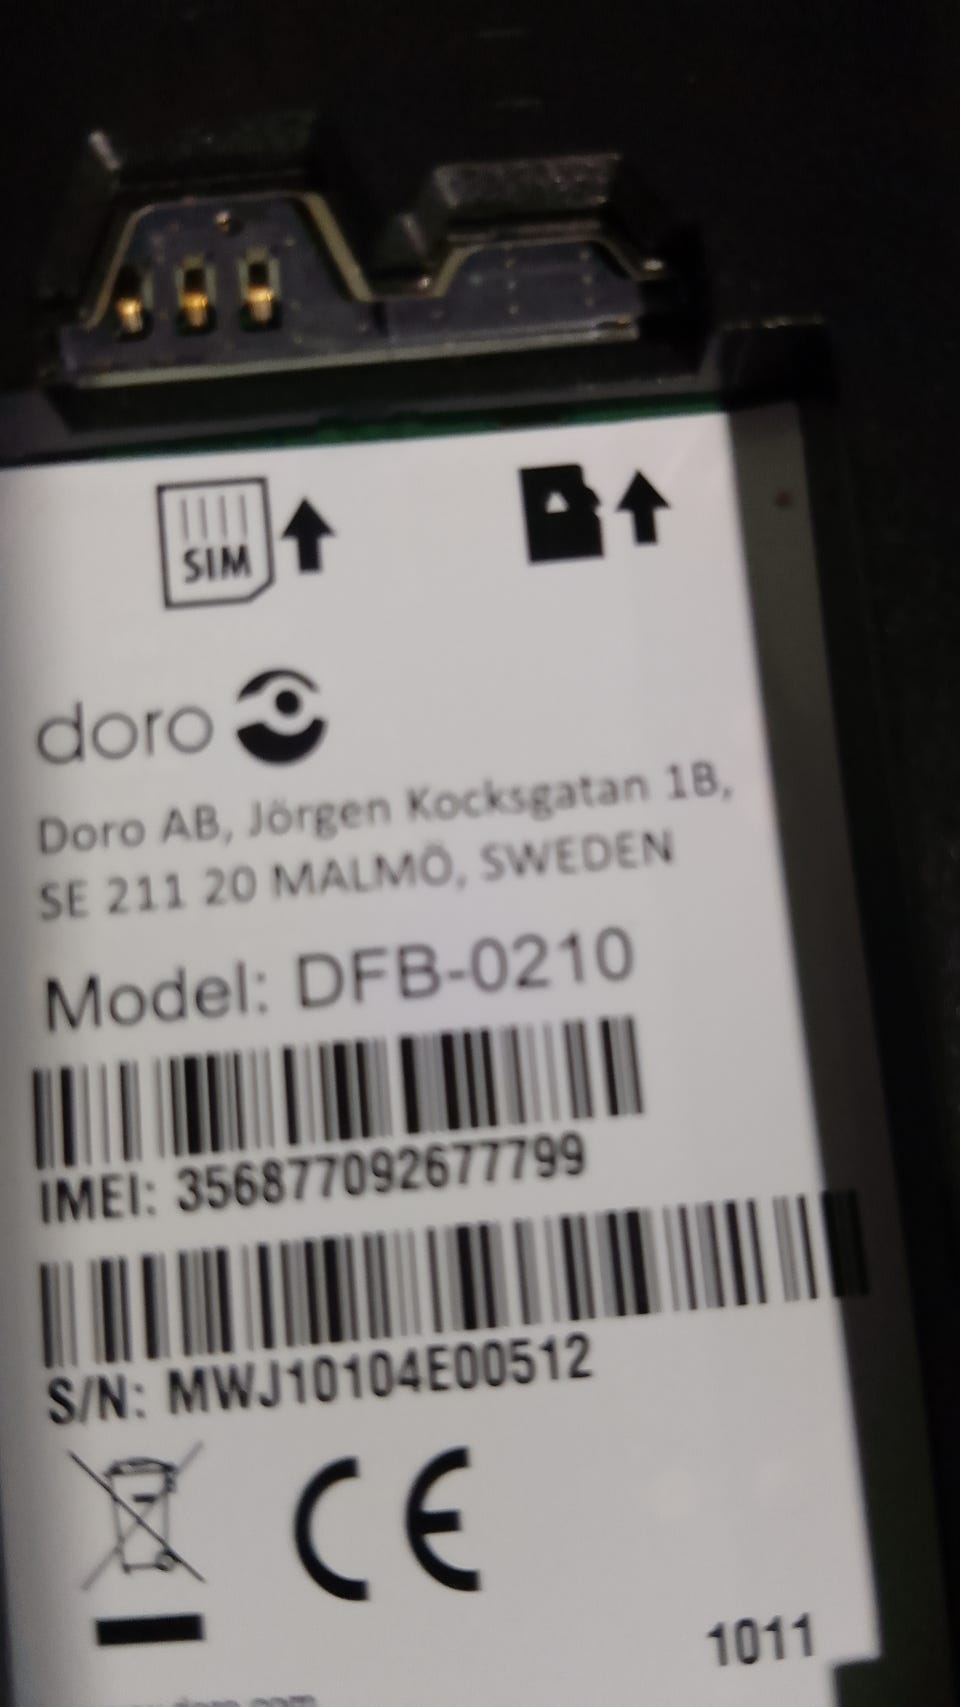 SIM
doro
Doro AB, Jörgen Kocksgatan 1B,
SE 211 20 MALMÖ, SWEDEN
Model: DFB-0210
IMEI: 356877092677799
S/N: MWJ10104E00512
CE
1011